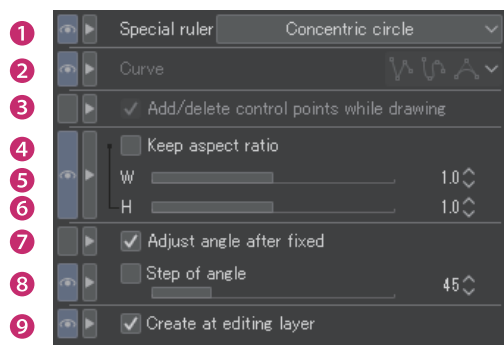 1 Special ruler Concentric circle
2 Curve
3 Add/delete control points while drawing
4 Keep aspect ratio
5 W 1.0
6 H 1.0
7 Adjust angle after fixed
8 Step of angle 45
9 Create at editing layer